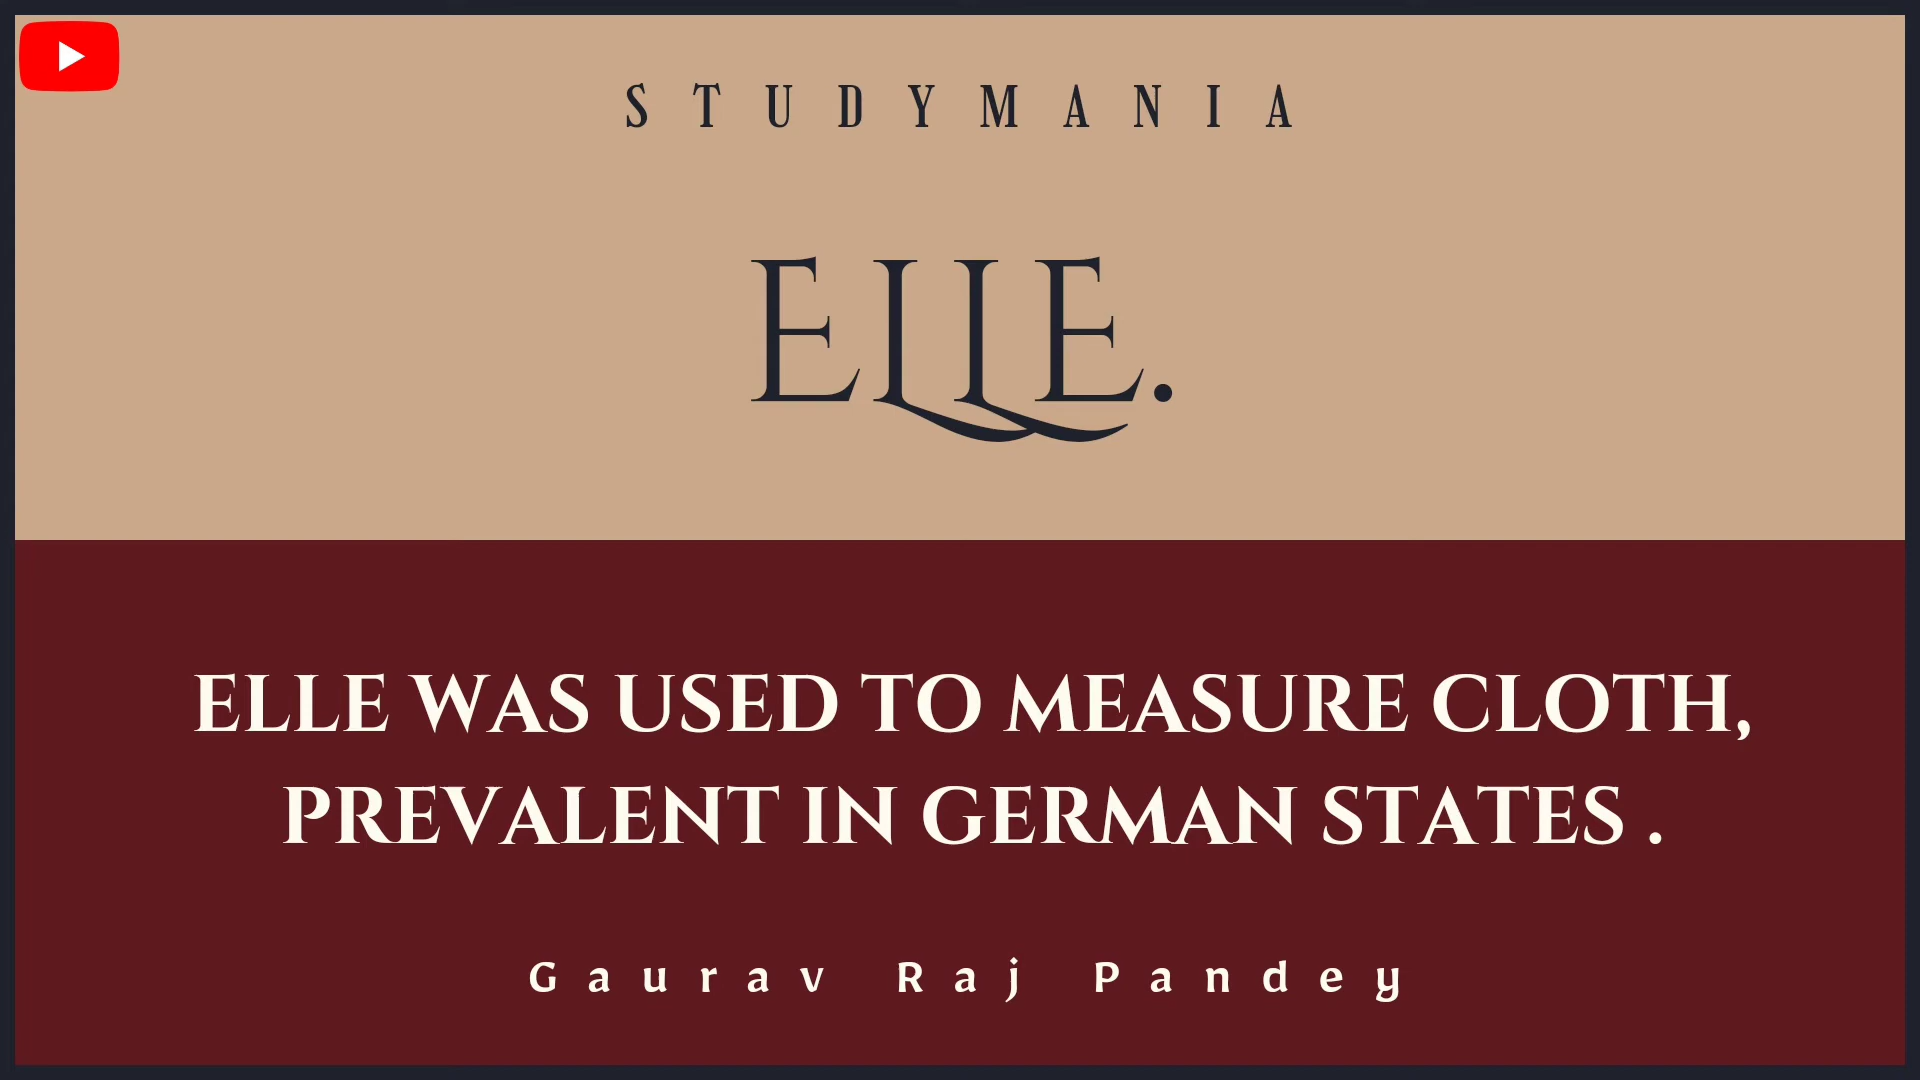 STUDYMANIA
ELLE.
ELLE WAS USED TO MEASURE CLOTH,
PREVALENT IN GERMAN STATES .
Gaurav Raj Pandey